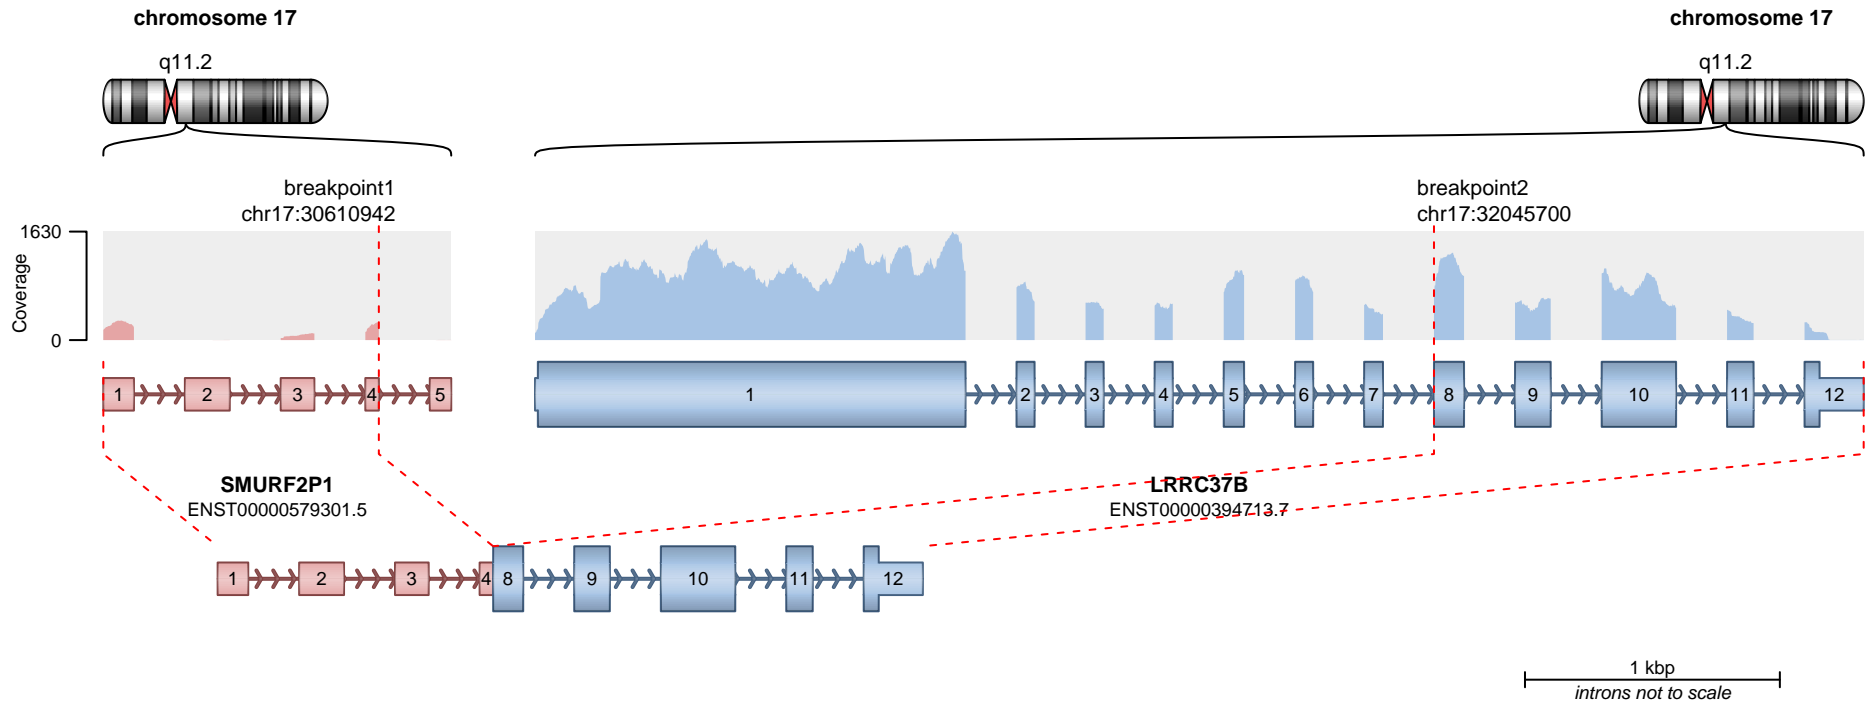 chromosome 17
chromosome 17
q11.2
q11.2
breakpoint1
chr17:30610942
breakpoint2
chr17:32045700
1630
Coverage
0
1 2 3 4 5
1 2 3 4 5 6 7 8 9 10 11 12
SMURF2P1
ENST00000579301.5
LRRC37B
ENST00000394713.7
1 2 3 4 8 9 10 11 12
1 kbp
introns not to scale